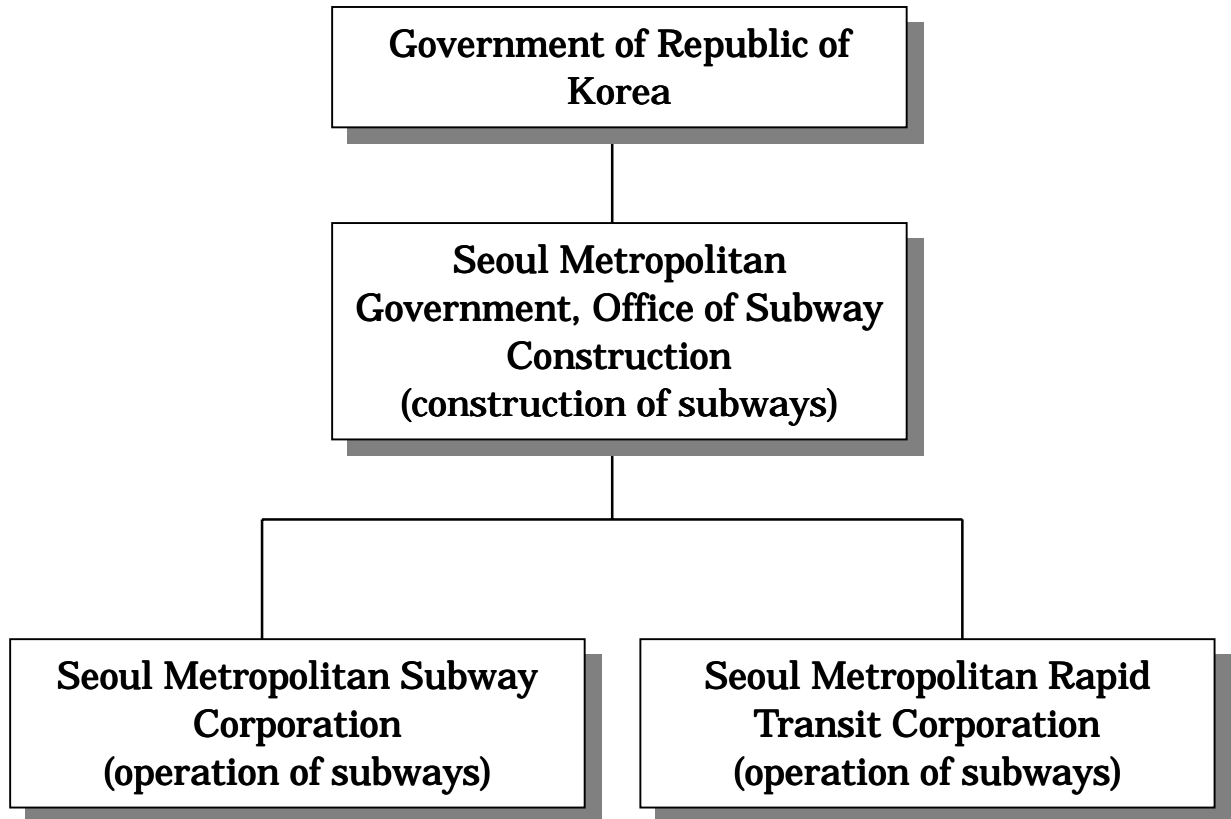 Government of Republic of
Korea
Seoul Metropolitan
Government, Office of Subway
Construction
(construction of subways)
Seoul Metropolitan Subway
Corporation
(operation of subways)
Seoul Metropolitan Rapid
Transit Corporation
(operation of subways)